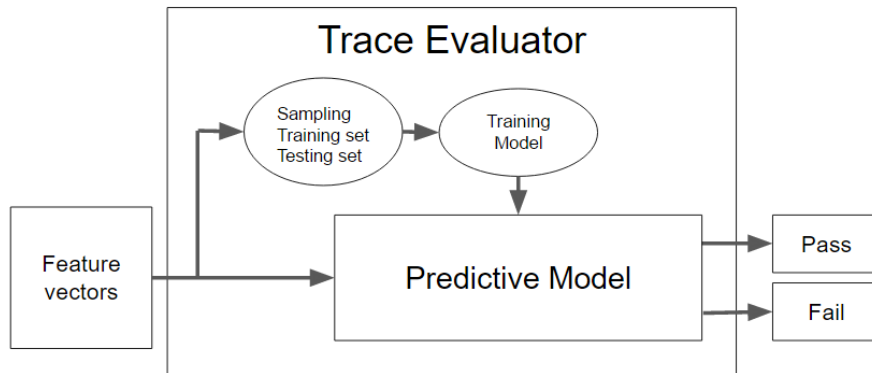 Trace Evaluator
Sampling
Training set
Testing set
Training
Model
Feature
vectors
Predictive Model
Pass
Fail